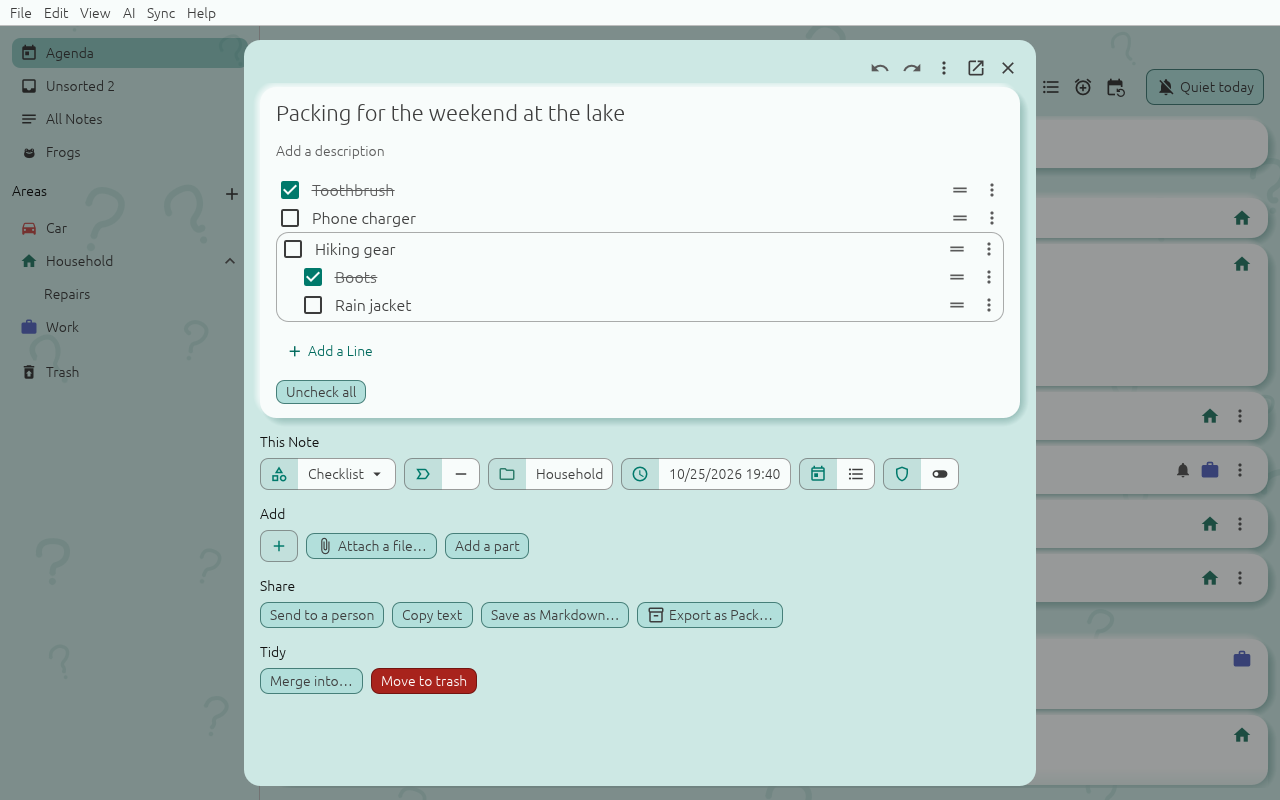 File Edit View AI Sync Help
Agenda
Unsorted 2
All Notes
Frogs
Areas
Car
Household
Repairs
Work
Trash
Quiet today
Packing for the weekend at the lake
Add a description
Toothbrush
Phone charger
Hiking gear
Boots
Rain jacket
Add a Line
Uncheck all
This Note
Checklist Household 10/25/2026 19:40
Add
Attach a file… Add a part
Share
Send to a person Copy text Save as Markdown… Export as Pack…
Tidy
Merge into… Move to trash